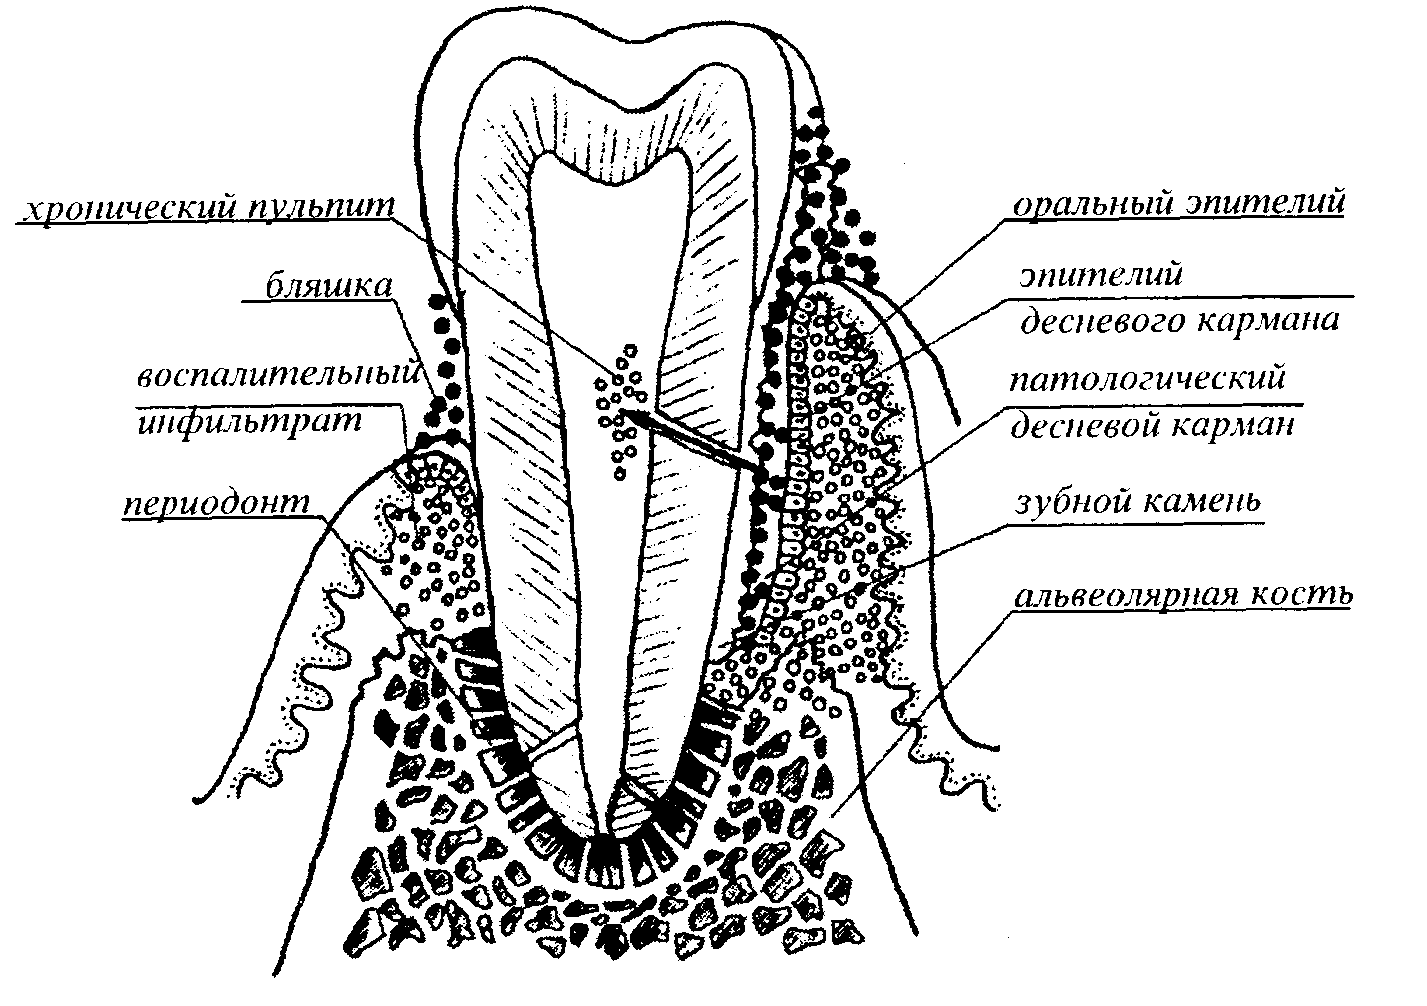 хронический пульпит
бляшка
воспалительный
инфильтрат
периодонт
оральный эпителий
эпителий
десневого кармана
патологический
десневой карман
зубной камень
альвеолярная кость